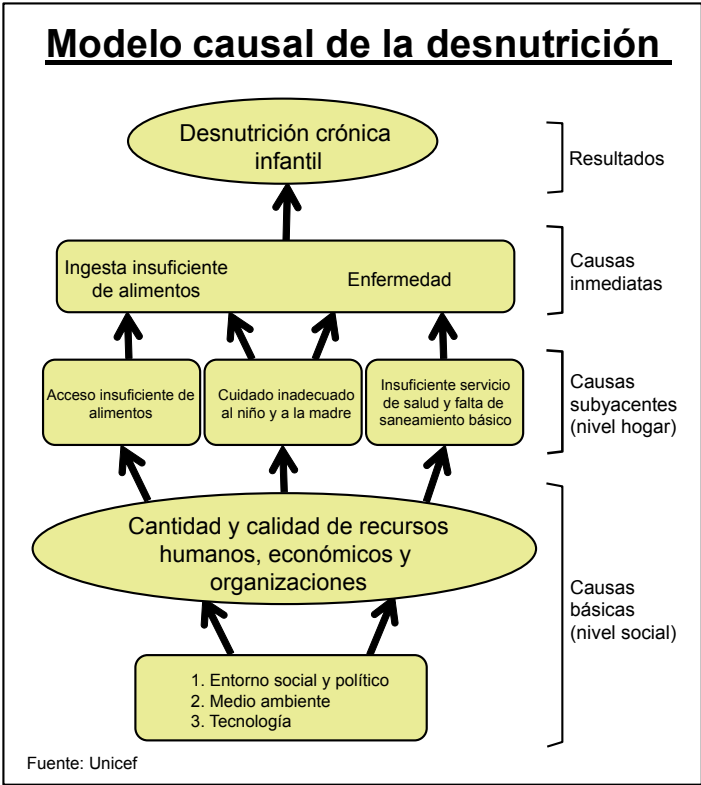 Modelo causal de la desnutrición
Desnutrición crónica
infantil
Resultados
Ingesta insuficiente
de alimentos
Enfermedad
Causas
inmediatas
Acceso insuficiente de
alimentos
Cuidado inadecuado
al niño y a la madre
Insuficiente servicio
de salud y falta de
saneamiento básico
Causas
subyacentes
(nivel hogar)
Cantidad y calidad de recursos
humanos, económicos y
organizaciones
Causas
básicas
(nivel social)
1. Entorno social y político
2. Medio ambiente
3. Tecnología
Fuente: Unicef